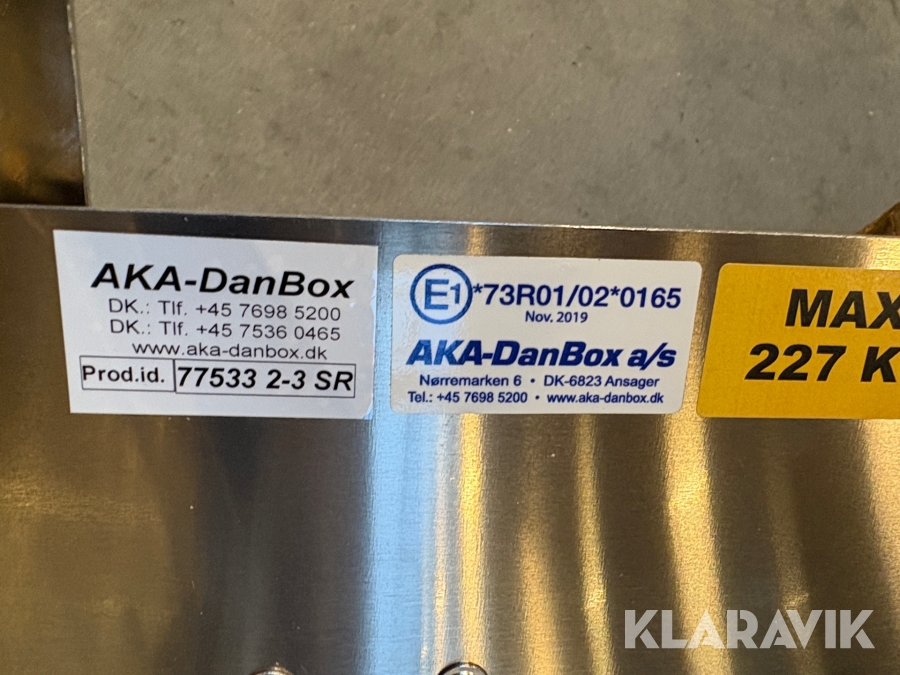 AKA-DanBox
DK.: Tlf. +45 7698 5200
DK.: Tlf. +45 7536 0465
www.aka-danbox.dk
Prod.id. 77533 2-3 SR
E1 *73R01/02*0165
Nov. 2019
AKA-DanBox a/s
Nørremarken 6 • DK-6823 Ansager
Tel.: +45 7698 5200 • www.aka-danbox.dk
MAX
227 K
KLARAVIK